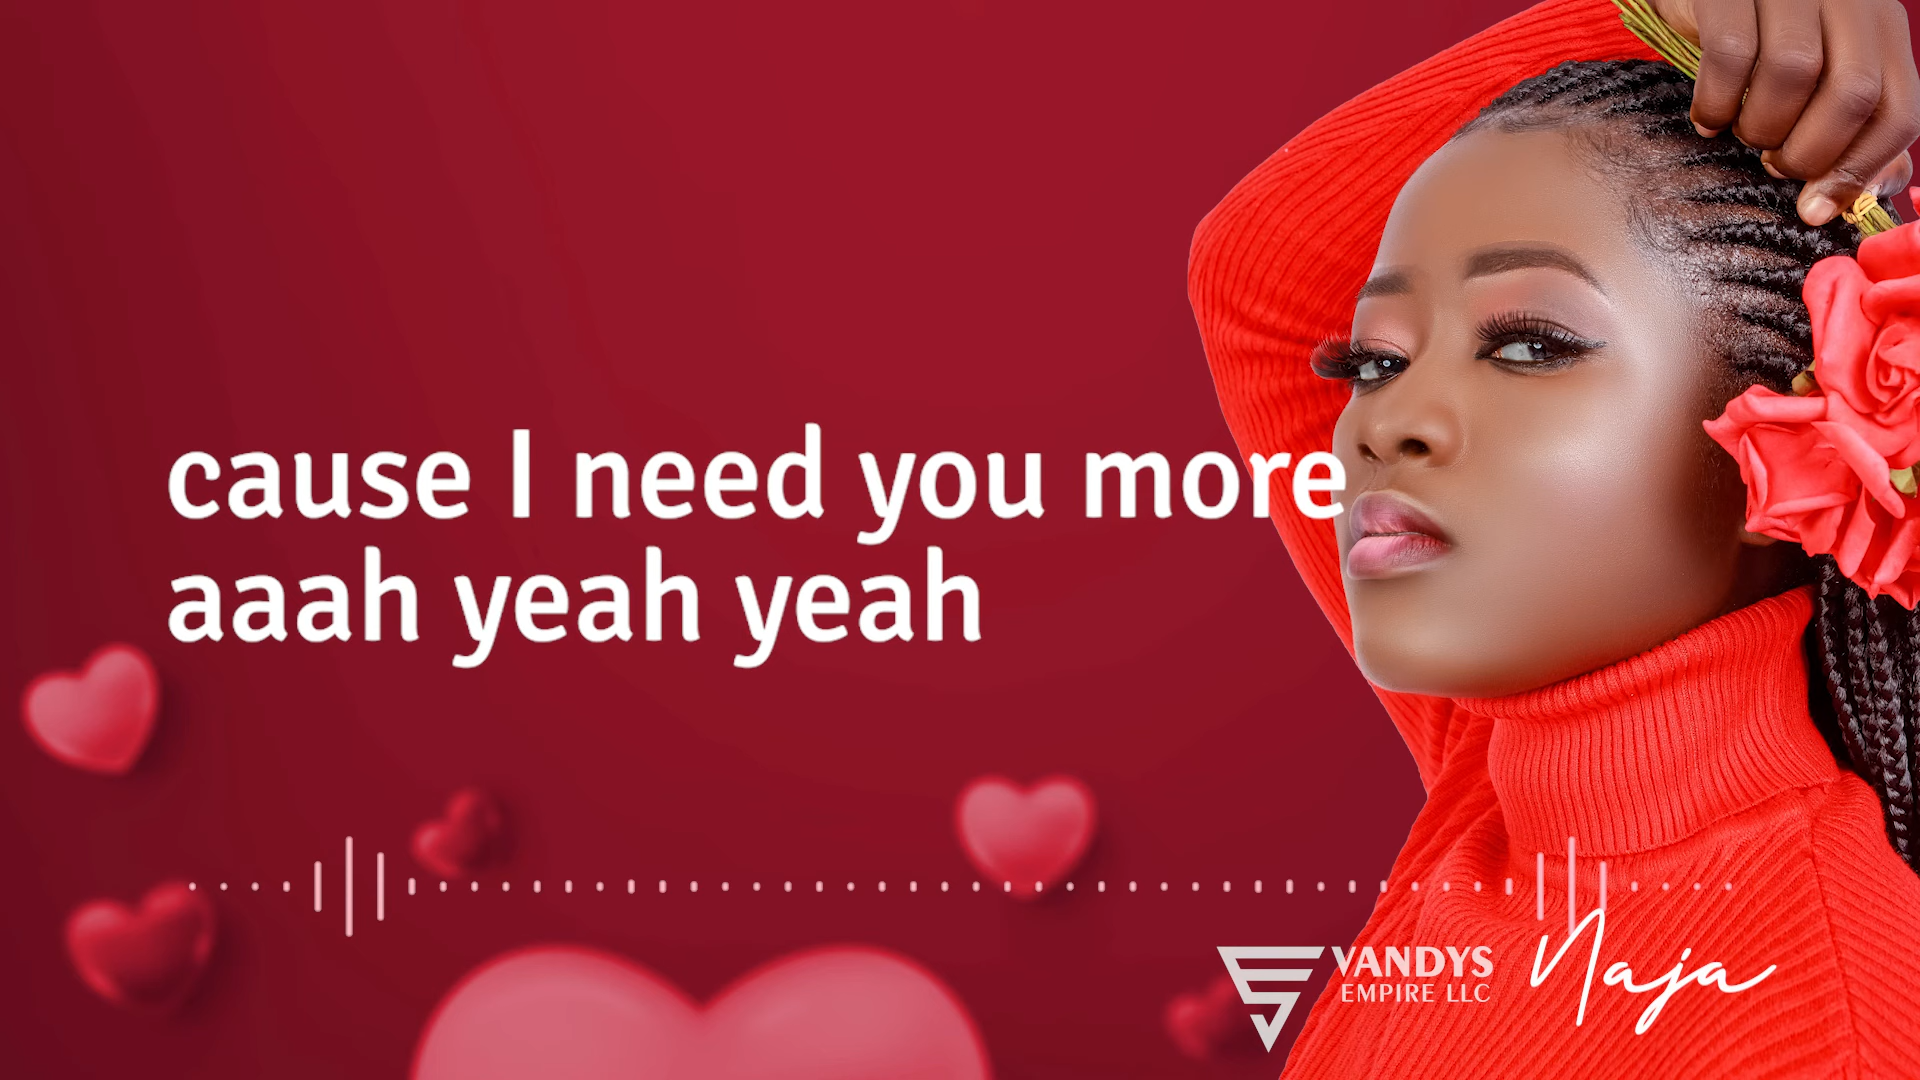 cause I need you more
aaah yeah yeah
VANDYS
EMPIRE LLC
Naja